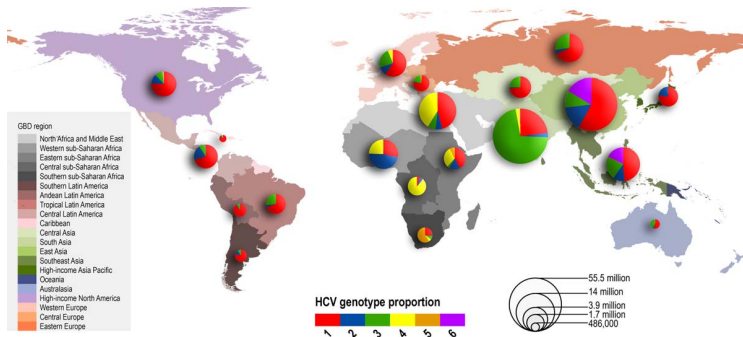 GBD region
North Africa and Middle East
Western sub-Saharan Africa
Eastern sub-Saharan Africa
Central sub-Saharan Africa
Southern sub-Saharan Africa
Southern Latin America
Andean Latin America
Tropical Latin America
Central Latin America
Caribbean
Central Asia
South Asia
East Asia
Southeast Asia
High-income Asia Pacific
Oceania
Australasia
High-income North America
Western Europe
Central Europe
Eastern Europe
HCV genotype proportion
1 2 3 4 5 6
55.5 million
14 million
3.9 million
1.7 million
486,000